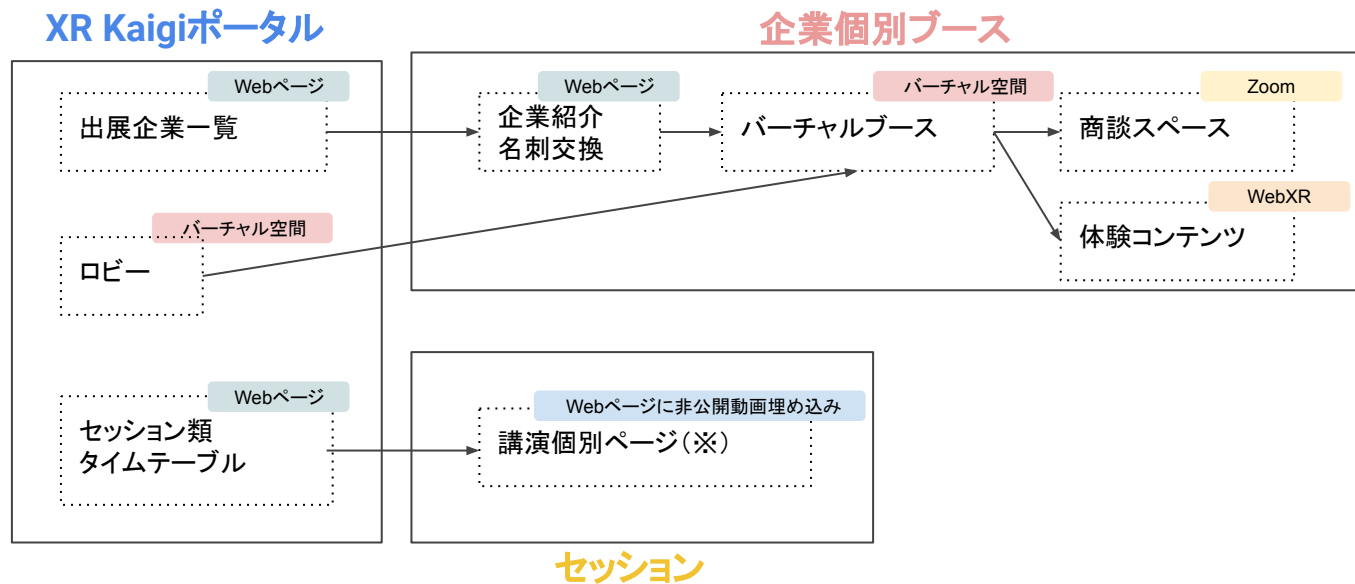 XR Kaigiポータル
Webページ
出展企業一覧
バーチャル空間
ロビー
Webページ
セッション類
タイムテーブル
企業個別ブース
Webページ
企業紹介
名刺交換
バーチャル空間
バーチャルブース
Zoom
商談スペース
WebXR
体験コンテンツ
Webページに非公開動画埋め込み
講演個別ページ(※)
セッション